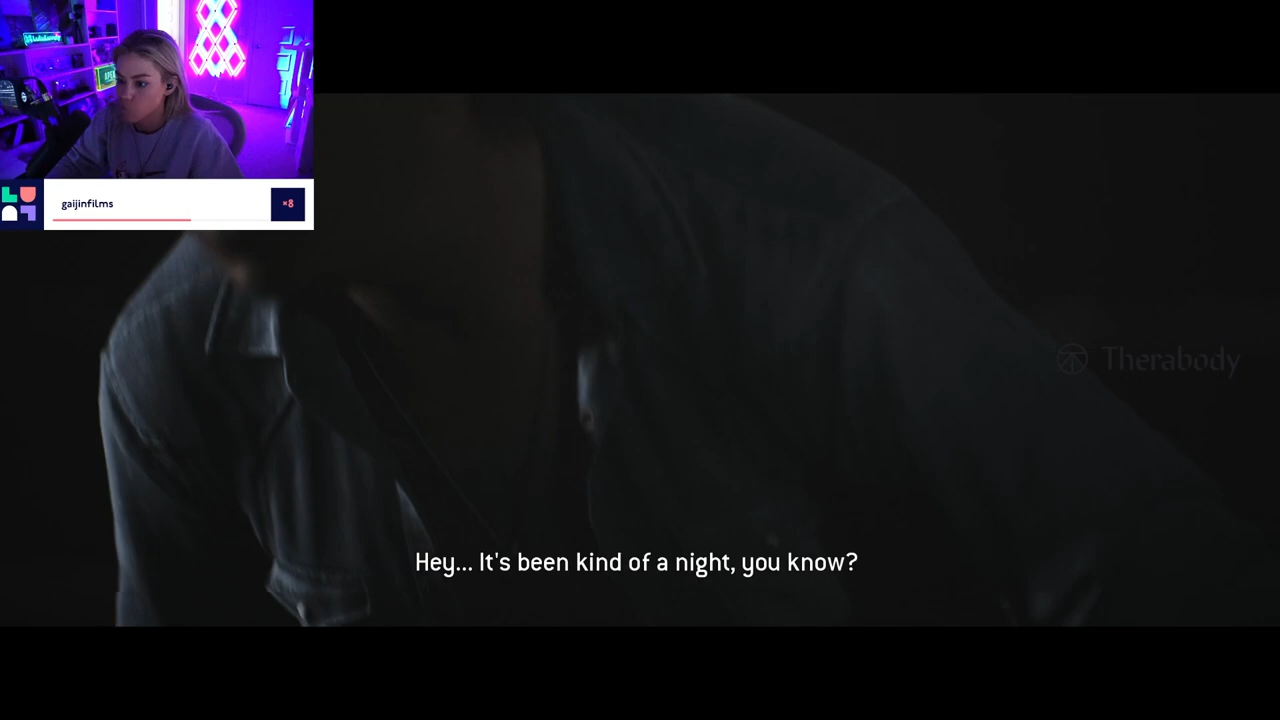 gaijinfilms
×8
Therabody
Hey... It's been kind of a night, you know?